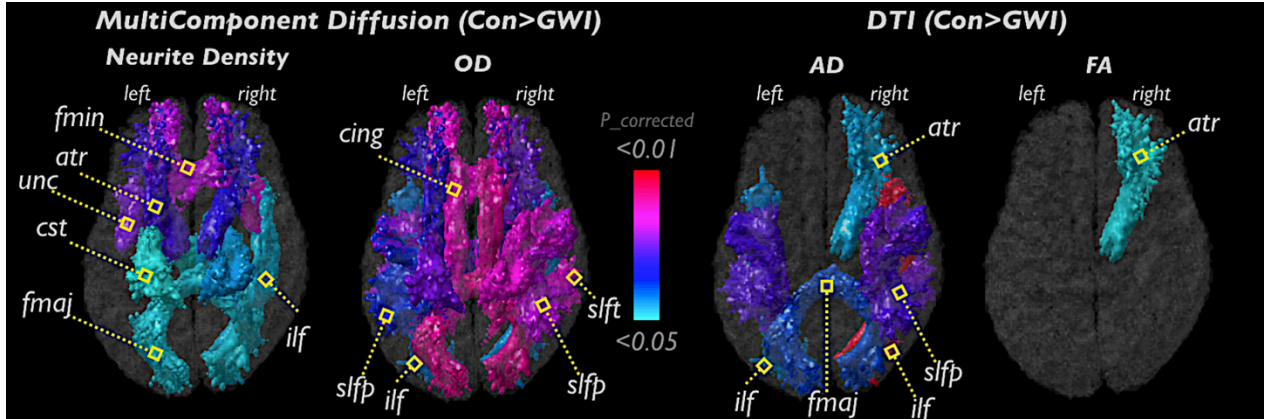 MultiComponent Diffusion (Con>GWI)
DTI (Con>GWI)
Neurite Density
OD
AD
FA
left
right
left
right
left
right
left
right
fmin
atr
unc
cst
fmaj
ilf
cing
slfp
ilf
slfp
slft
P_corrected
<0.01
<0.05
atr
ilf
fmaj
slfp
ilf
atr